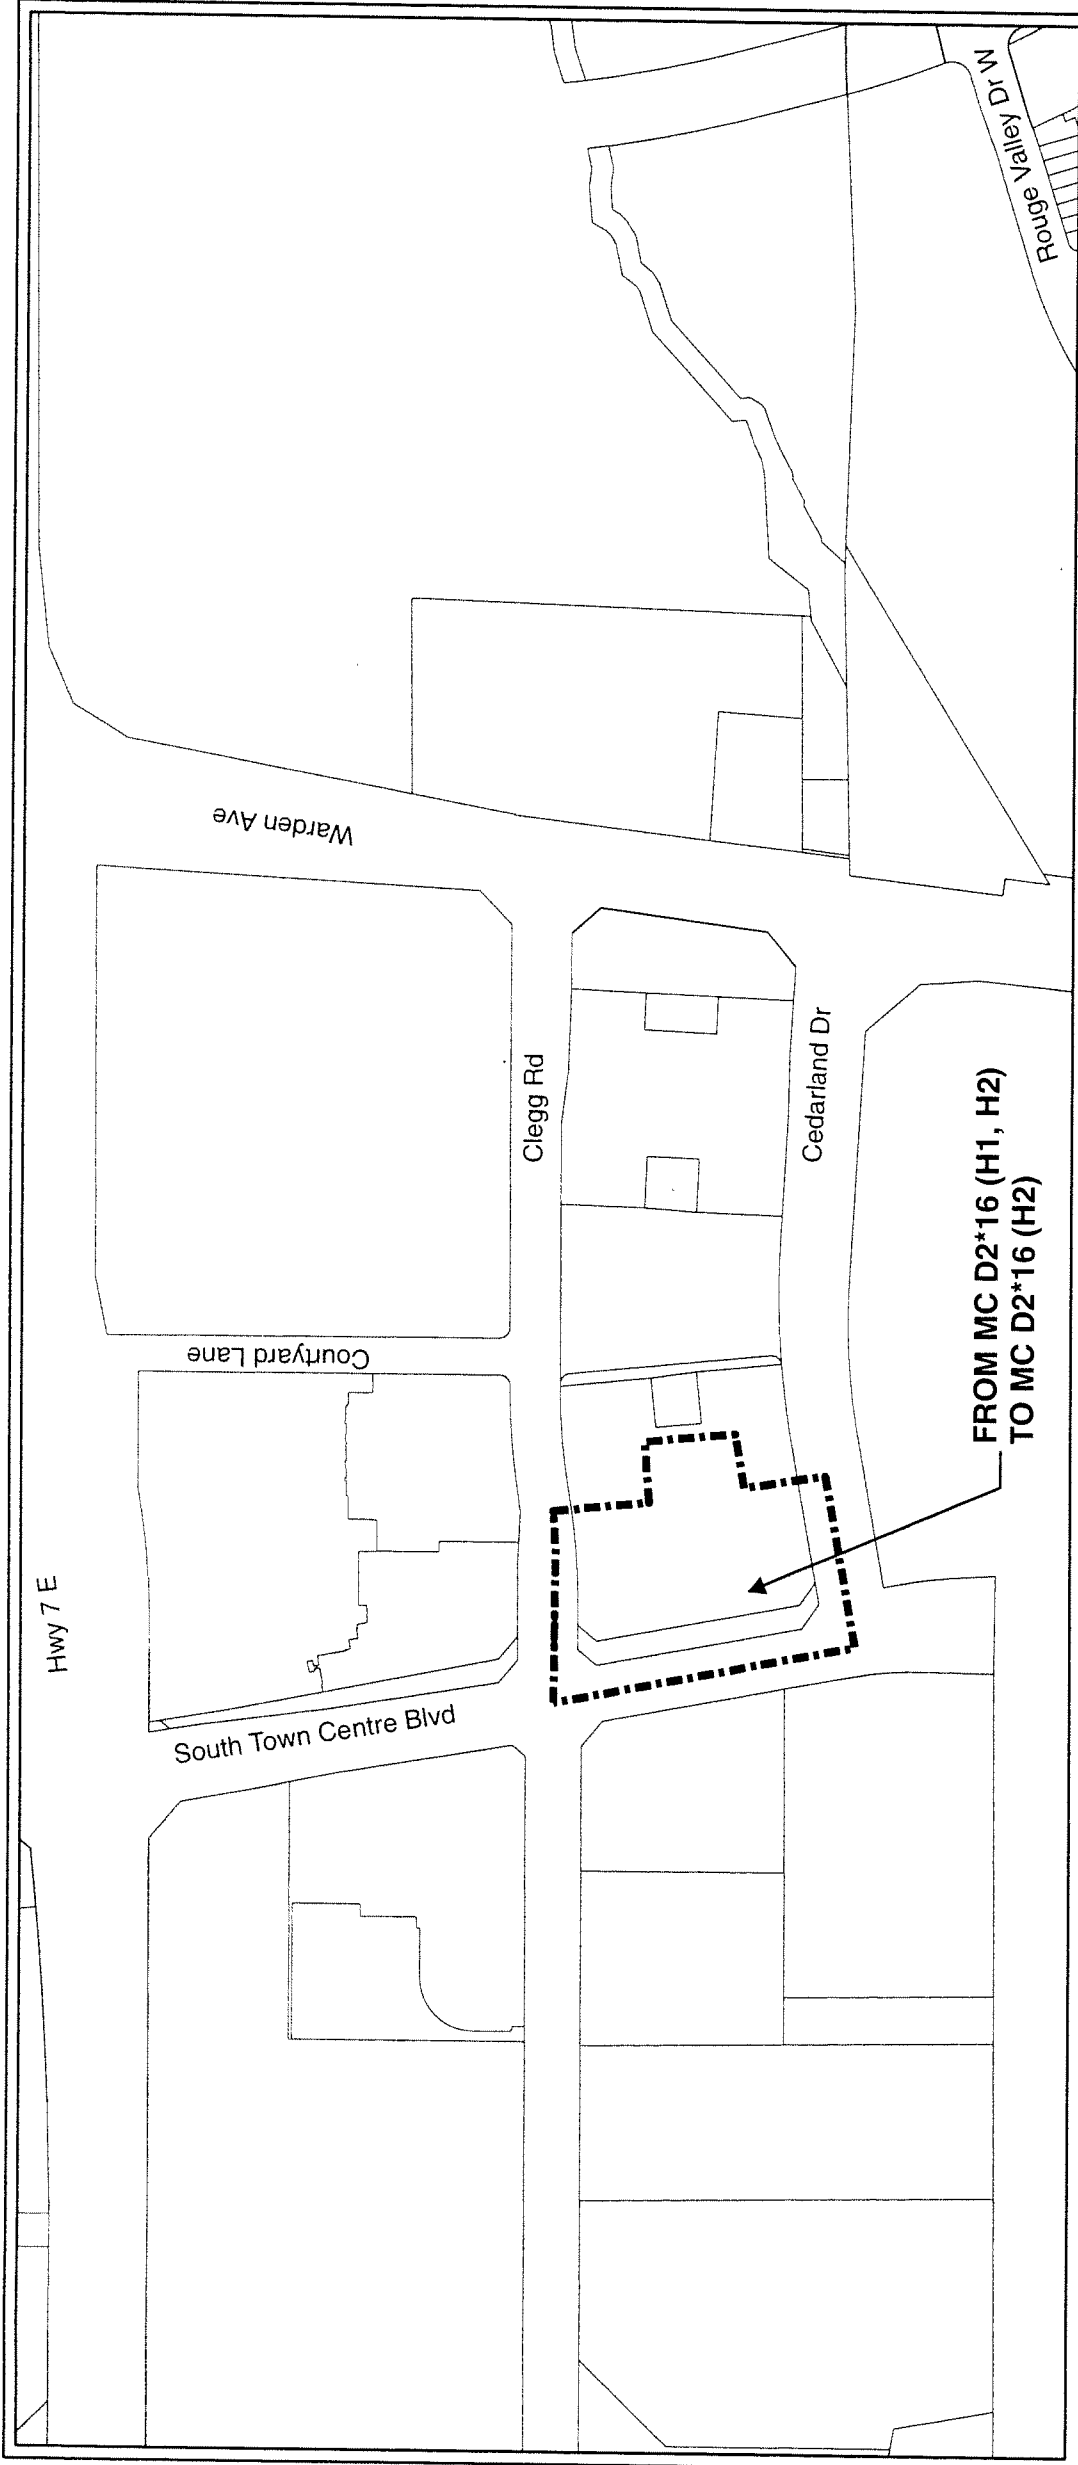 Hwy 7 E
South Town Centre Blvd
Courtyard Lane
Warden Ave
Clegg Rd
Cedarland Dr
Rouge Valley Dr W
FROM MC D2*16 (H1, H2)
TO MC D2*16 (H2)